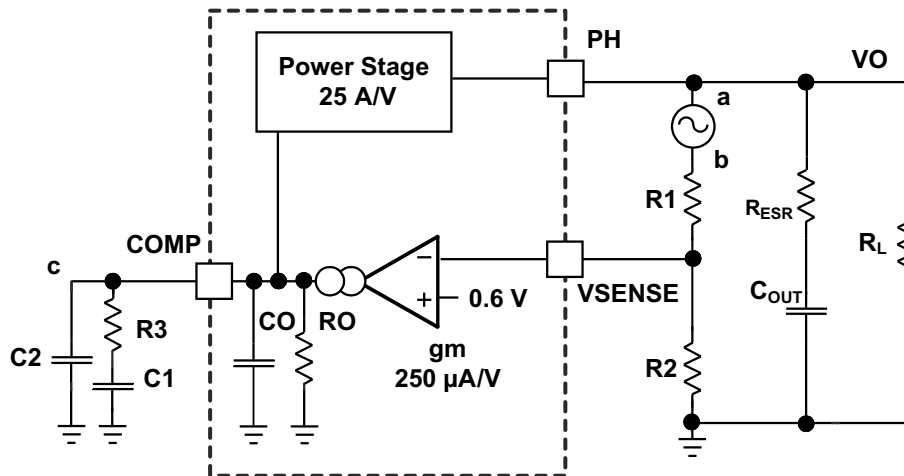 PH
VO
Power Stage
25 A/V
a
b
R1
RESR
RL
COMP
c
VSENSE
0.6 V
−
+
COUT
R3
CO
RO
C2
C1
gm
250 µA/V
R2